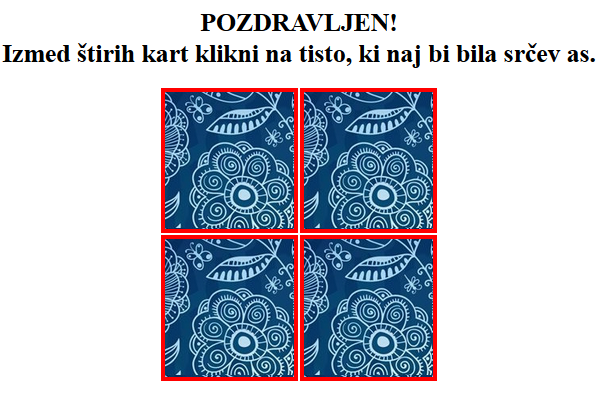 POZDRAVLJEN!
Izmed štirih kart klikni na tisto, ki naj bi bila srčev as.